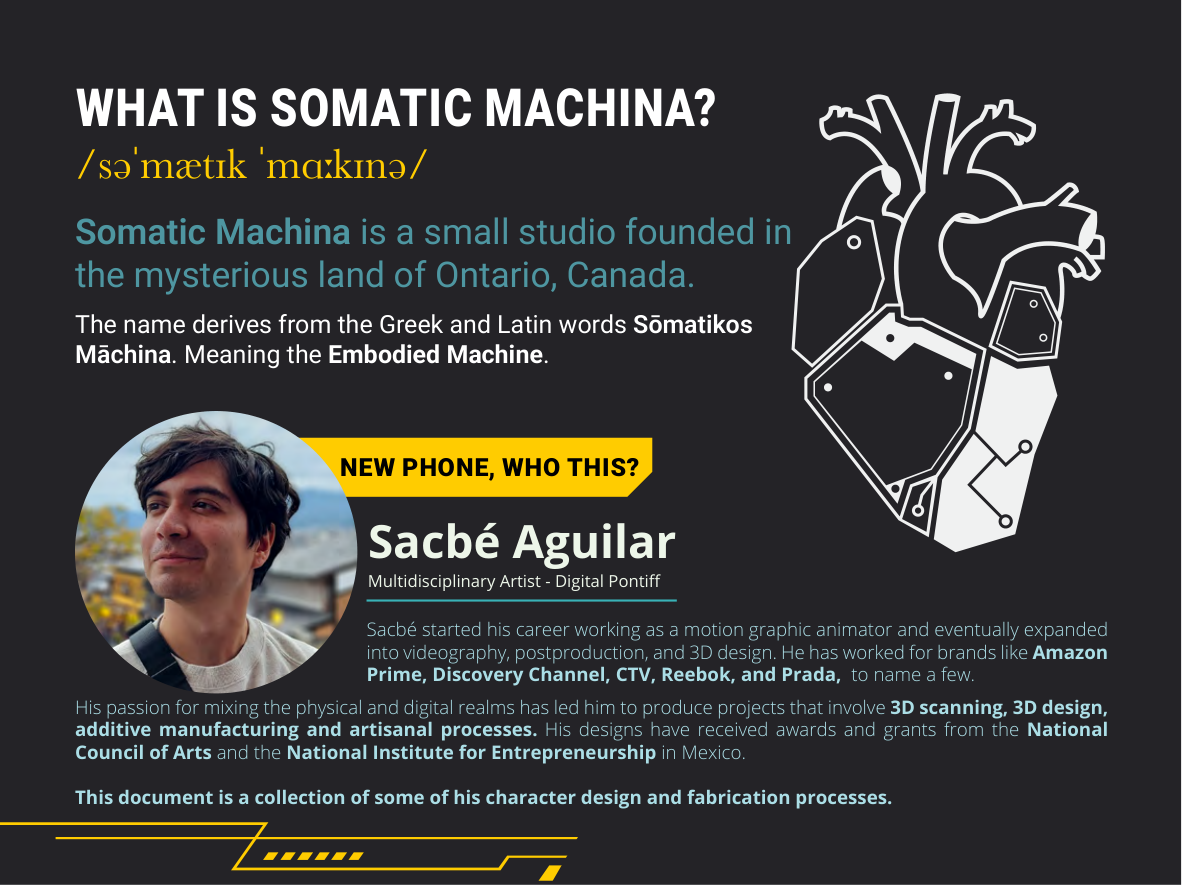 WHAT IS SOMATIC MACHINA?
/səˈmætɪk ˈmɑːkɪnə/
Somatic Machina is a small studio founded in
the mysterious land of Ontario, Canada.
The name derives from the Greek and Latin words Sōmatikos
Māchina. Meaning the Embodied Machine.
NEW PHONE, WHO THIS?
Sacbé Aguilar
Multidisciplinary Artist - Digital Pontiff
Sacbé started his career working as a motion graphic animator and eventually expanded
into videography, postproduction, and 3D design. He has worked for brands like Amazon
Prime, Discovery Channel, CTV, Reebok, and Prada, to name a few.
His passion for mixing the physical and digital realms has led him to produce projects that involve 3D scanning, 3D design,
additive manufacturing and artisanal processes. His designs have received awards and grants from the National
Council of Arts and the National Institute for Entrepreneurship in Mexico.
This document is a collection of some of his character design and fabrication processes.